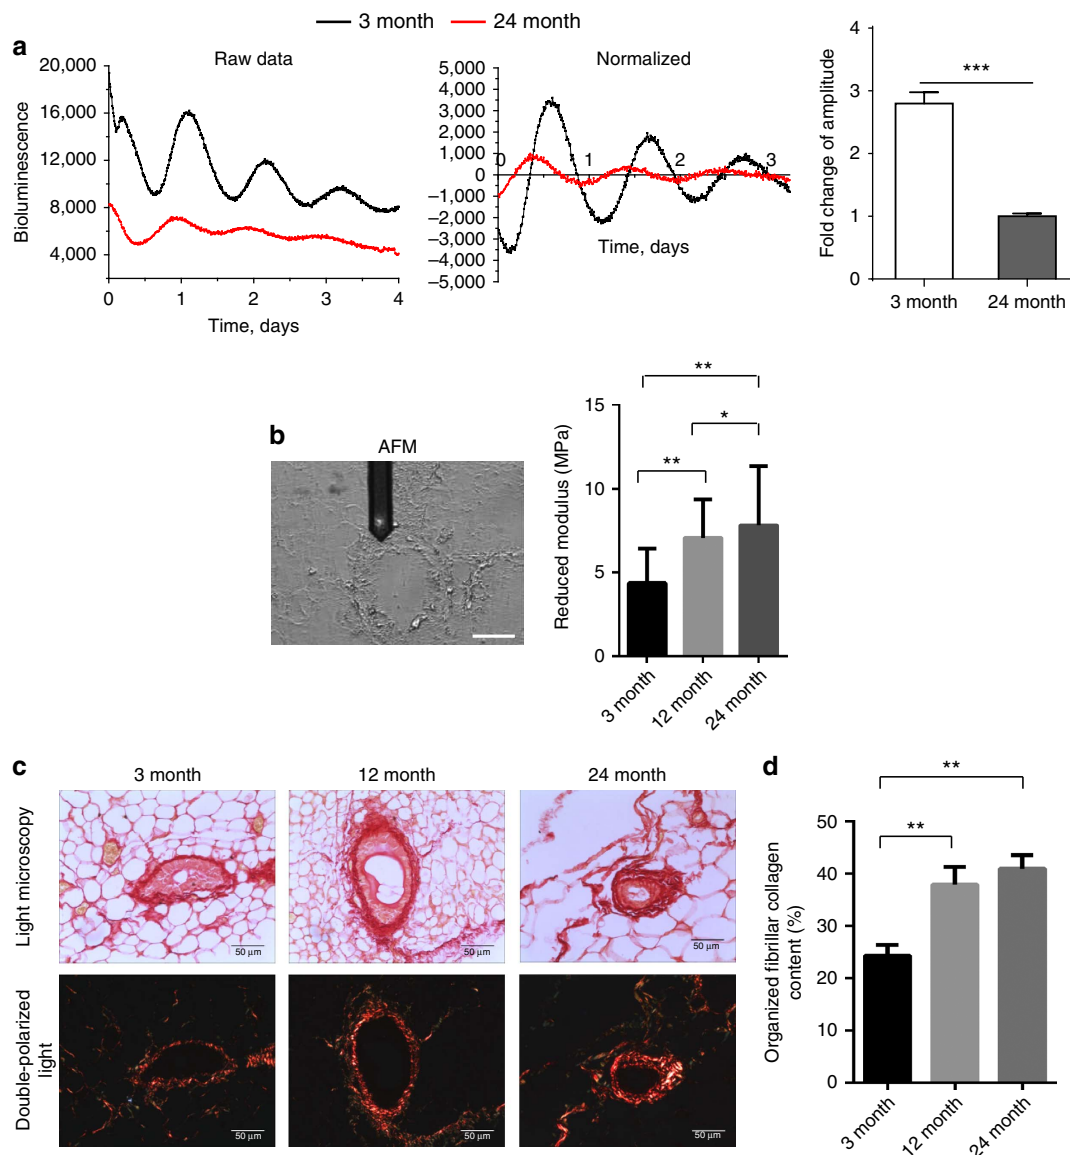 3 month 24 month
a
Raw data
Bioluminescence
20,000
16,000
12,000
8,000
4,000
0 1 2 3 4
Time, days
Normalized
5,000
4,000
3,000
2,000
1,000
0
−1,000
−2,000
−3,000
−4,000
−5,000
0 1 2 3
Time, days
Fold change of amplitude
4
3
2
1
0
***
3 month 24 month
b
AFM
Reduced modulus (MPa)
15
10
5
0
**
*
**
3 month
12 month
24 month
c
3 month 12 month 24 month
Light microscopy
50 μm 50 μm 50 μm
Double-polarized
light
50 μm 50 μm 50 μm
d
Organized fibrillar collagen
content (%)
50
40
30
20
10
0
**
**
3 month
12 month
24 month